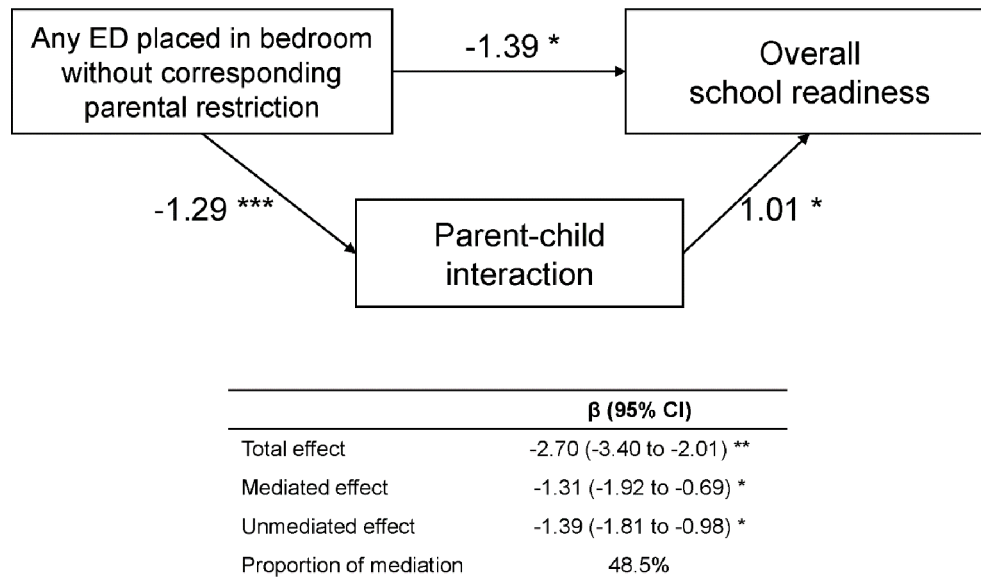 Any ED placed in bedroom
without corresponding
parental restriction
-1.39 *
Overall
school readiness
-1.29 ***
Parent-child
interaction
1.01 *
β (95% CI)
Total effect -2.70 (-3.40 to -2.01) **
Mediated effect -1.31 (-1.92 to -0.69) *
Unmediated effect -1.39 (-1.81 to -0.98) *
Proportion of mediation 48.5%